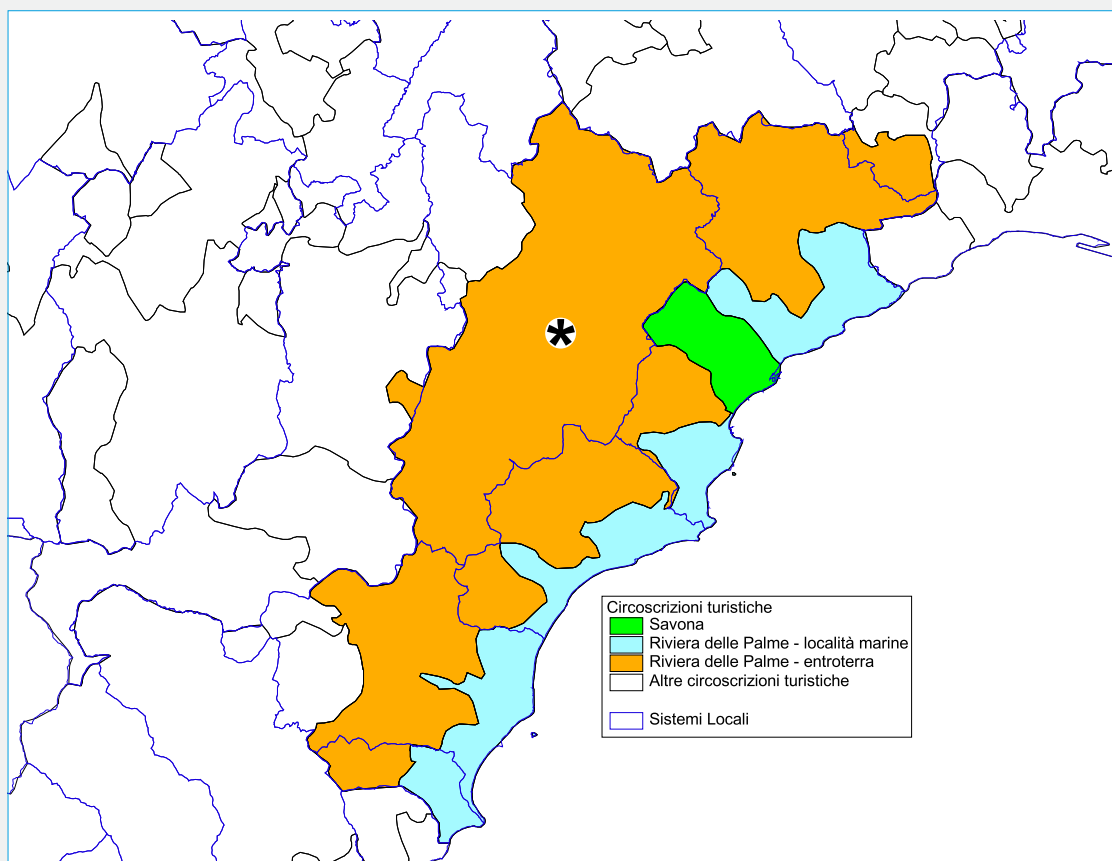 Circoscrizioni turistiche
Savona
Riviera delle Palme - località marine
Riviera delle Palme - entroterra
Altre circoscrizioni turistiche
Sistemi Locali